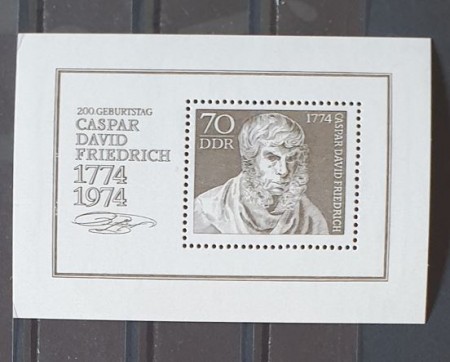 200. GEBURTSTAG
CASPAR
DAVID
FRIEDRICH
1774
1974
70
DDR
1774
CASPAR DAVID FRIEDRICH